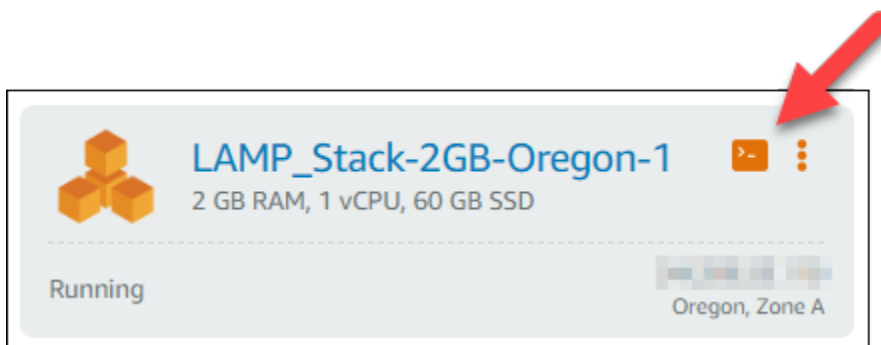 LAMP_Stack-2GB-Oregon-1
2 GB RAM, 1 vCPU, 60 GB SSD
Running
Oregon, Zone A